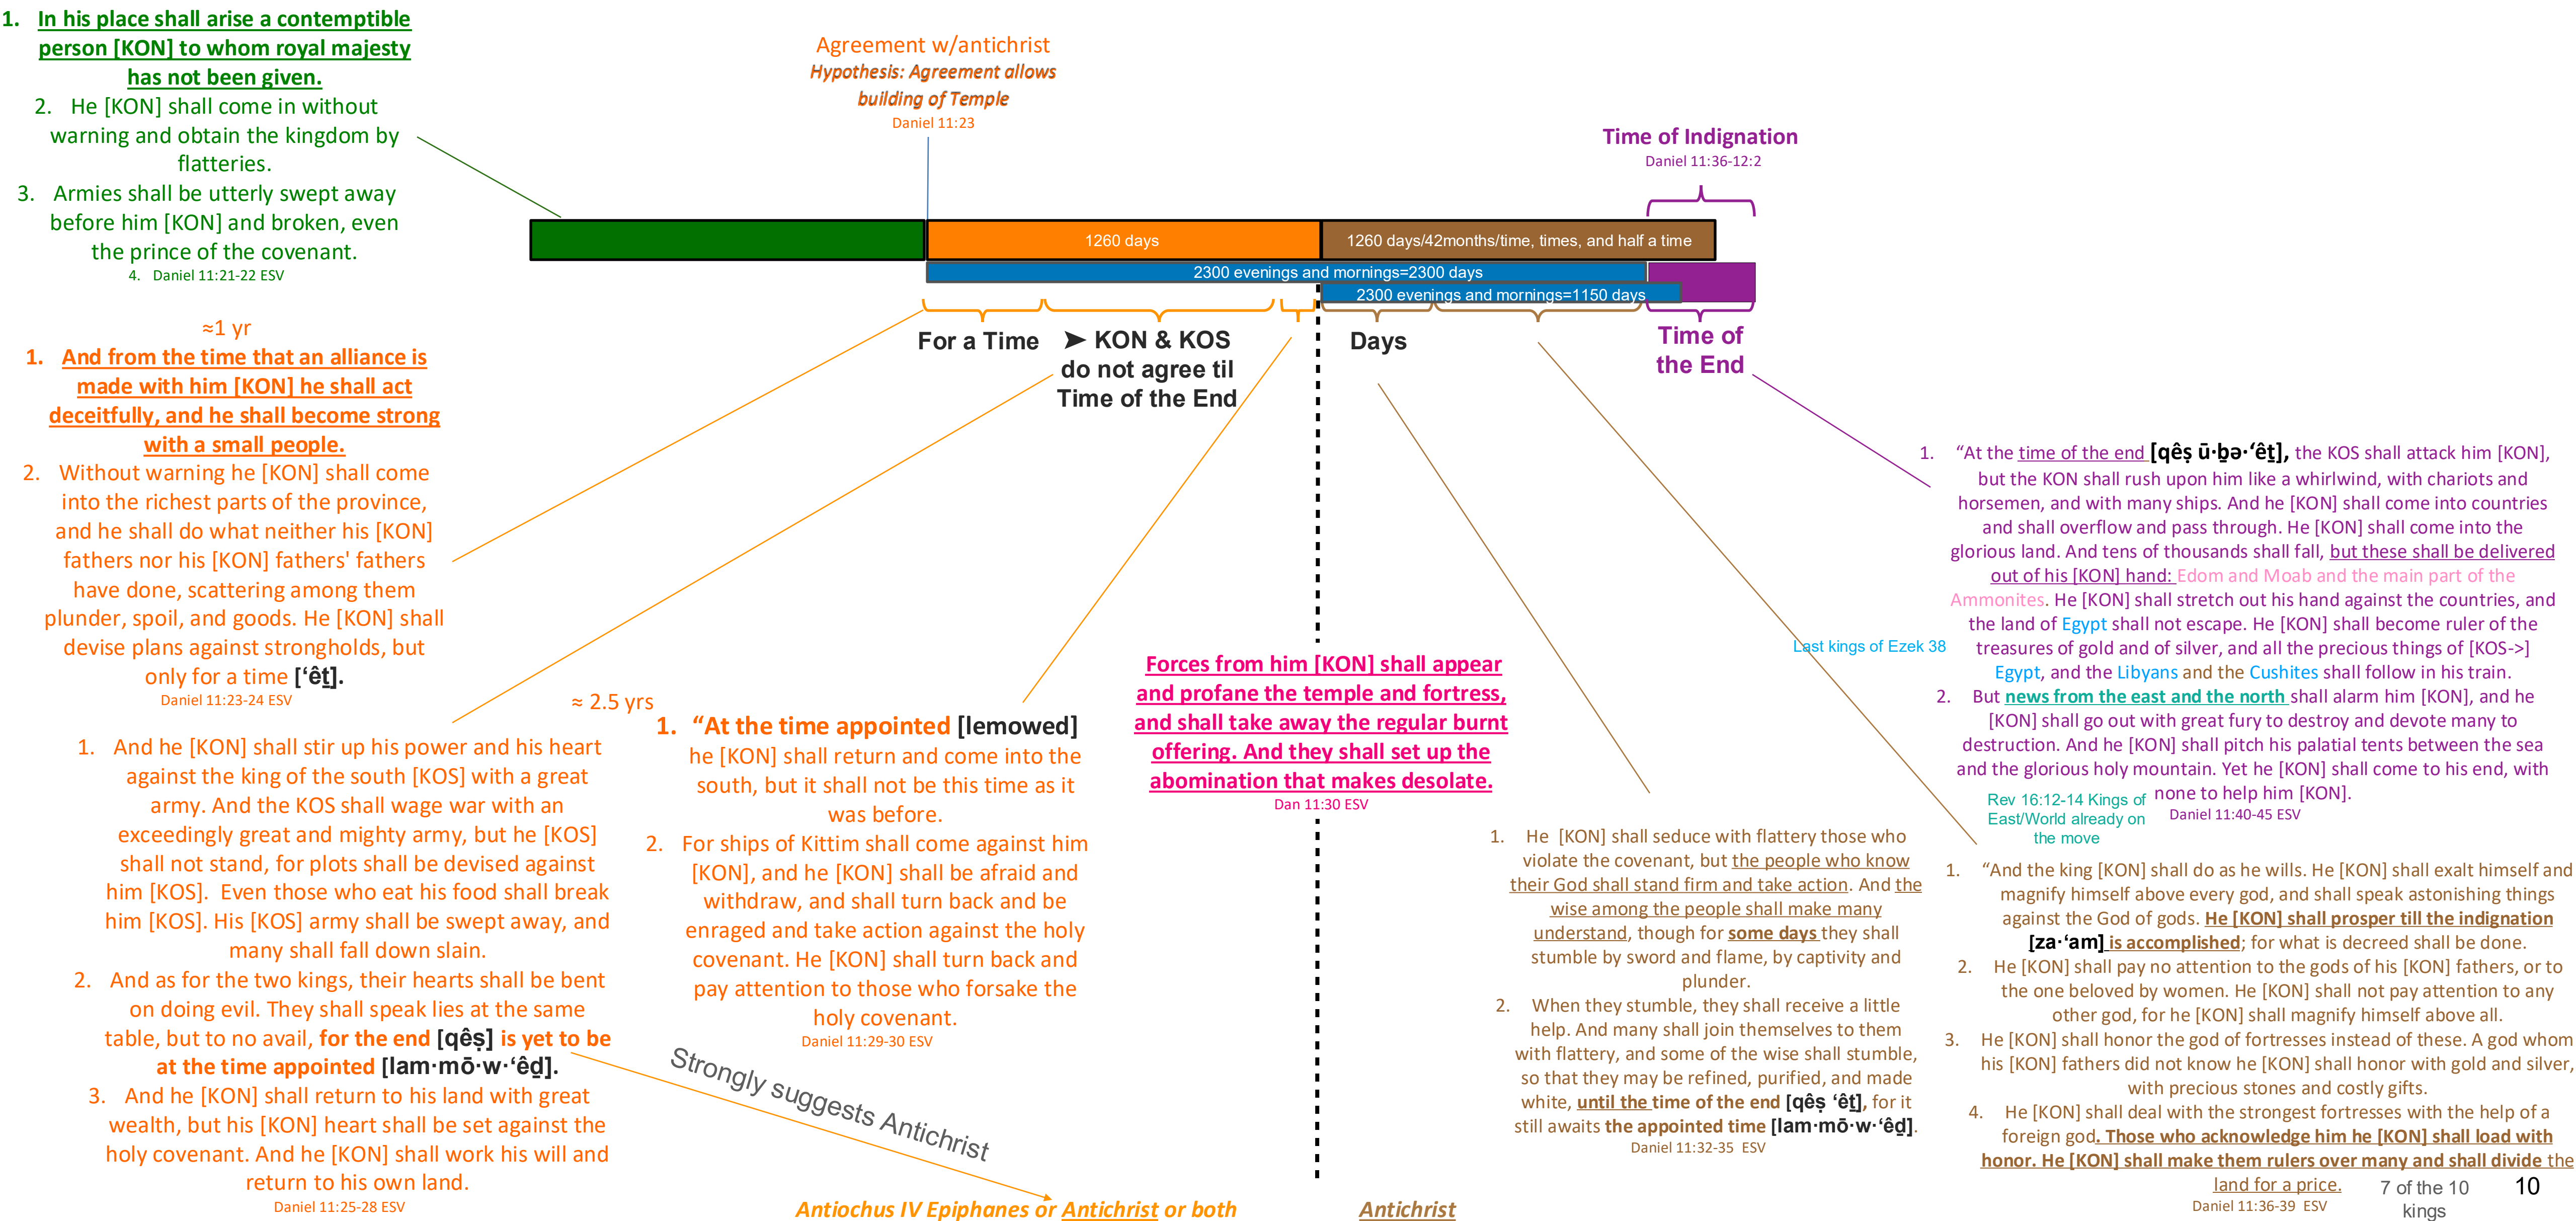 1. In his place shall arise a contemptible
person [KON] to whom royal majesty
has not been given.
2. He [KON] shall come in without
warning and obtain the kingdom by
flatteries.
3. Armies shall be utterly swept away
before him [KON] and broken, even
the prince of the covenant.
4. Daniel 11:21-22 ESV
≈1 yr
1. And from the time that an alliance is
made with him [KON] he shall act
deceitfully, and he shall become strong
with a small people.
2. Without warning he [KON] shall come
into the richest parts of the province,
and he shall do what neither his [KON]
fathers nor his [KON] fathers' fathers
have done, scattering among them
plunder, spoil, and goods. He [KON] shall
devise plans against strongholds, but
only for a time [‘êṯ].
Daniel 11:23-24 ESV
1. And he [KON] shall stir up his power and his heart
against the king of the south [KOS] with a great
army. And the KOS shall wage war with an
exceedingly great and mighty army, but he [KOS]
shall not stand, for plots shall be devised against
him [KOS]. Even those who eat his food shall break
him [KOS]. His [KOS] army shall be swept away, and
many shall fall down slain.
2. And as for the two kings, their hearts shall be bent
on doing evil. They shall speak lies at the same
table, but to no avail, for the end [qêṣ] is yet to be
at the time appointed [lam·mō·w·‘êḏ].
3. And he [KON] shall return to his land with great
wealth, but his [KON] heart shall be set against the
holy covenant. And he [KON] shall work his will and
return to his own land.
Daniel 11:25-28 ESV
Agreement w/antichrist
Hypothesis: Agreement allows
building of Temple
Daniel 11:23
Time of Indignation
Daniel 11:36-12:2
1260 days
1260 days/42months/time, times, and half a time
2300 evenings and mornings=2300 days
2300 evenings and mornings=1150 days
For a Time
➤ KON & KOS
do not agree til
Time of the End
Days
Time of
the End
≈ 2.5 yrs
1. “At the time appointed [lemowed]
he [KON] shall return and come into the
south, but it shall not be this time as it
was before.
2. For ships of Kittim shall come against him
[KON], and he [KON] shall be afraid and
withdraw, and shall turn back and be
enraged and take action against the holy
covenant. He [KON] shall turn back and
pay attention to those who forsake the
holy covenant.
Daniel 11:29-30 ESV
Strongly suggests Antichrist
Antiochus IV Epiphanes or Antichrist or both
Forces from him [KON] shall appear
and profane the temple and fortress,
and shall take away the regular burnt
offering. And they shall set up the
abomination that makes desolate.
Dan 11:30 ESV
Antichrist
1. He [KON] shall seduce with flattery those who
violate the covenant, but the people who know
their God shall stand firm and take action. And the
wise among the people shall make many
understand, though for some days they shall
stumble by sword and flame, by captivity and
plunder.
2. When they stumble, they shall receive a little
help. And many shall join themselves to them
with flattery, and some of the wise shall stumble,
so that they may be refined, purified, and made
white, until the time of the end [qêṣ ‘êṯ], for it
still awaits the appointed time [lam·mō·w·‘êḏ].
Daniel 11:32-35 ESV
1. “At the time of the end [qêṣ ū·ḇə·‘êṯ], the KOS shall attack him [KON],
but the KON shall rush upon him like a whirlwind, with chariots and
horsemen, and with many ships. And he [KON] shall come into countries
and shall overflow and pass through. He [KON] shall come into the
glorious land. And tens of thousands shall fall, but these shall be delivered
out of his [KON] hand: Edom and Moab and the main part of the
Ammonites. He [KON] shall stretch out his hand against the countries, and
the land of Egypt shall not escape. He [KON] shall become ruler of the
treasures of gold and of silver, and all the precious things of [KOS->]
Egypt, and the Libyans and the Cushites shall follow in his train.
2. But news from the east and the north shall alarm him [KON], and he
[KON] shall go out with great fury to destroy and devote many to
destruction. And he [KON] shall pitch his palatial tents between the sea
and the glorious holy mountain. Yet he [KON] shall come to his end, with
none to help him [KON].
Daniel 11:40-45 ESV
Last kings of Ezek 38
Rev 16:12-14 Kings of
East/World already on
the move
1. “And the king [KON] shall do as he wills. He [KON] shall exalt himself and
magnify himself above every god, and shall speak astonishing things
against the God of gods. He [KON] shall prosper till the indignation
[za·‘am] is accomplished; for what is decreed shall be done.
2. He [KON] shall pay no attention to the gods of his [KON] fathers, or to
the one beloved by women. He [KON] shall not pay attention to any
other god, for he [KON] shall magnify himself above all.
3. He [KON] shall honor the god of fortresses instead of these. A god whom
his [KON] fathers did not know he [KON] shall honor with gold and silver,
with precious stones and costly gifts.
4. He [KON] shall deal with the strongest fortresses with the help of a
foreign god. Those who acknowledge him he [KON] shall load with
honor. He [KON] shall make them rulers over many and shall divide the
land for a price.
Daniel 11:36-39 ESV
7 of the 10
kings
10